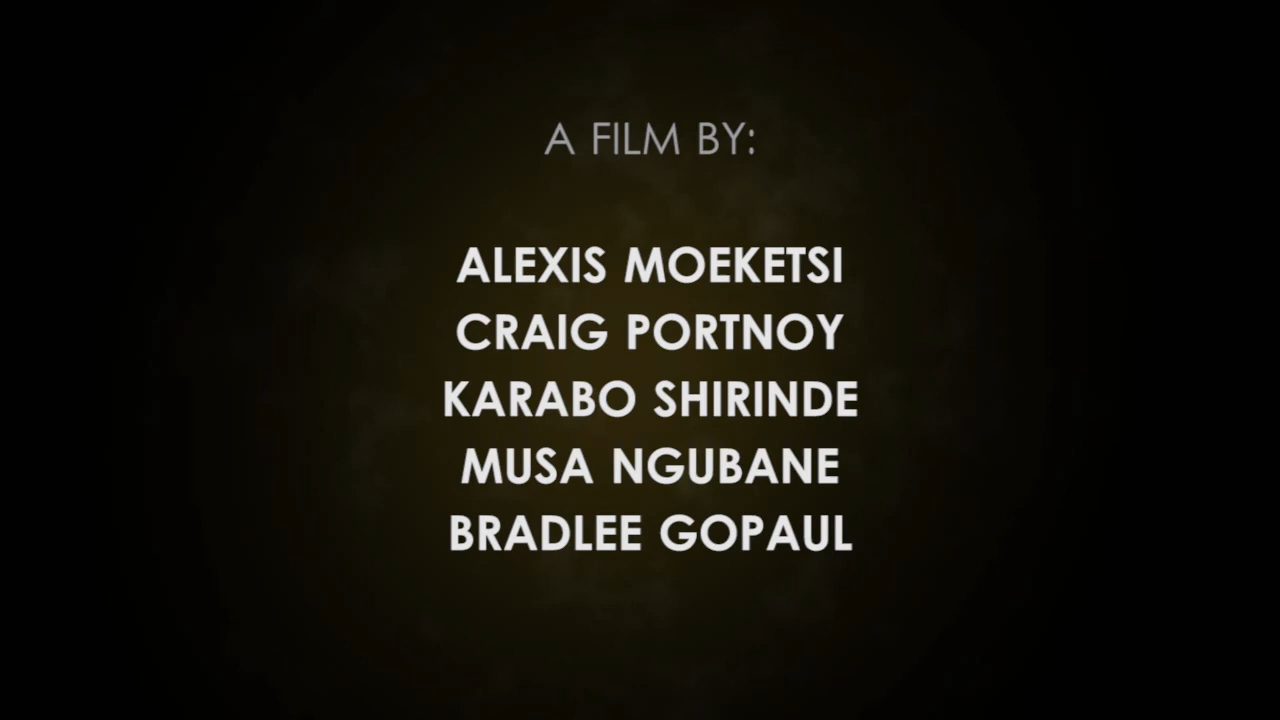 A FILM BY:
ALEXIS MOEKETSI
CRAIG PORTNOY
KARABO SHIRINDE
MUSA NGUBANE
BRADLEE GOPAUL